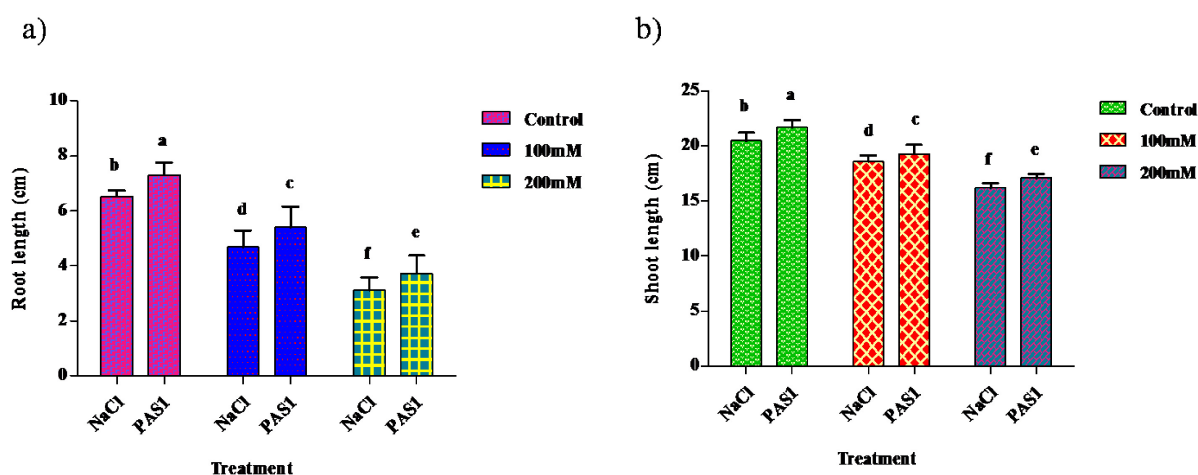 a)
Root length (cm)
10
8
6
4
2
0
b
a
d
c
f
e
NaCl
PAS1
NaCl
PAS1
NaCl
PAS1
Treatment
Control
100mM
200mM
b)
Shoot length (cm)
25
20
15
10
5
0
b
a
d
c
f
e
NaCl
PAS1
NaCl
PAS1
NaCl
PAS1
Treatment
Control
100mM
200mM